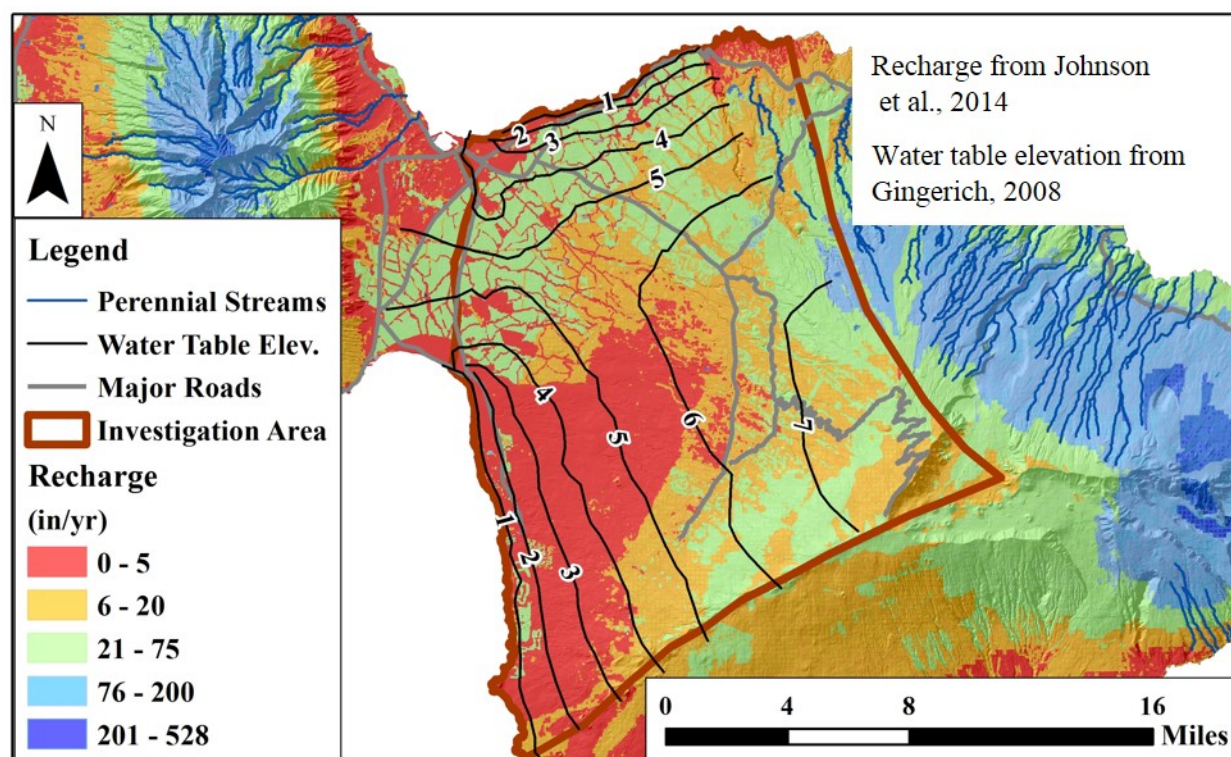 Recharge from Johnson
et al., 2014
Water table elevation from
Gingerich, 2008
N
Legend
Perennial Streams
Water Table Elev.
Major Roads
Investigation Area
Recharge
(in/yr)
0 - 5
6 - 20
21 - 75
76 - 200
201 - 528
1
2
3
4
5
4
5
6
7
1
2
3
0 4 8 16
Miles